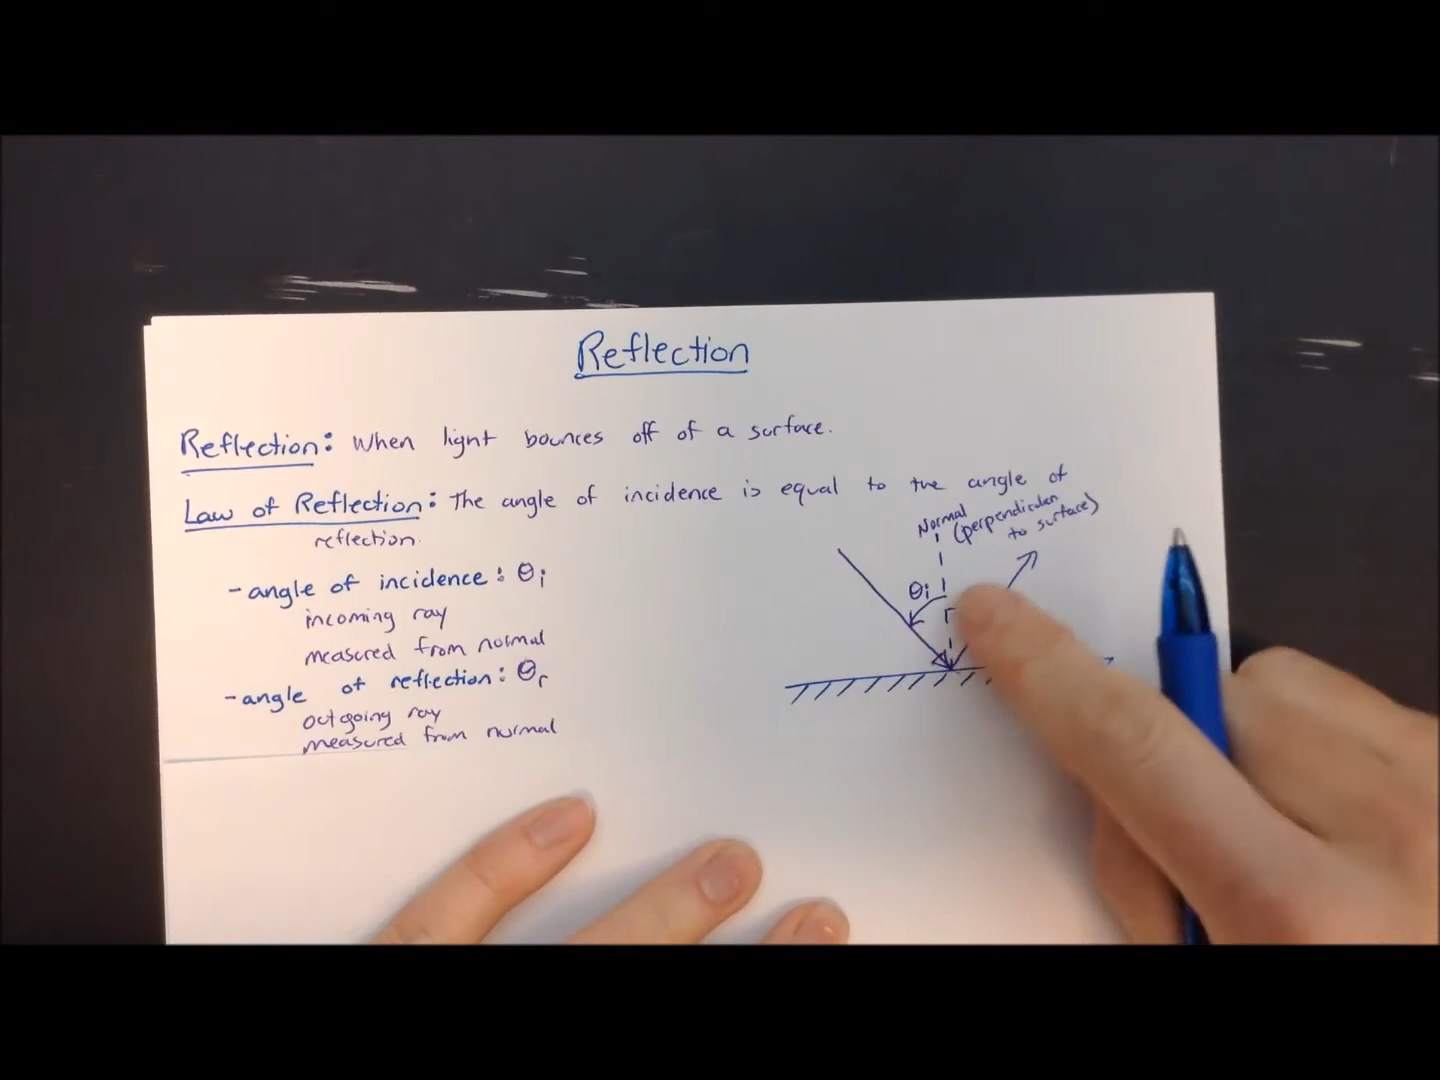 Reflection
Reflection: When light bounces off of a surface.
Law of Reflection: The angle of incidence is equal to the angle of
reflection.
- angle of incidence: θi
incoming ray
measured from normal
- angle of reflection: θr
outgoing ray
measured from normal
Normal
(perpendicular
to surface)
θi